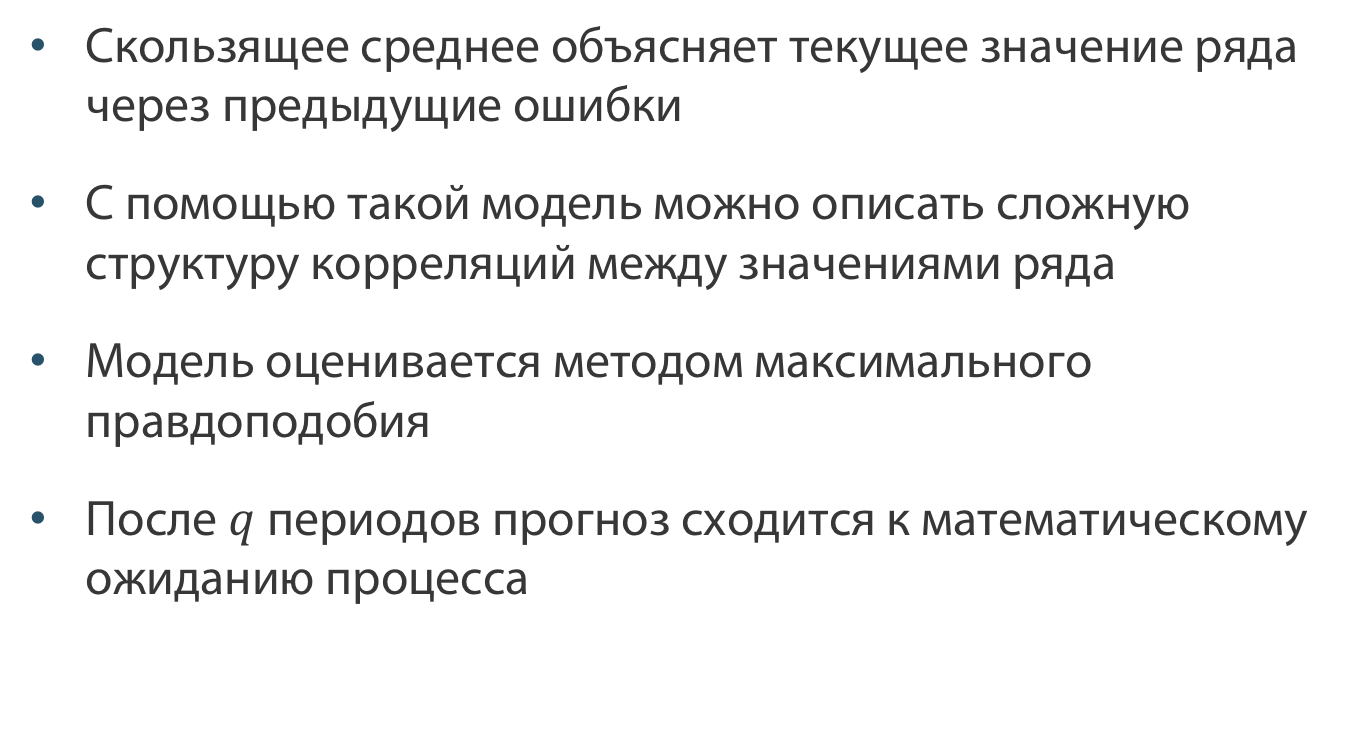 • Скользящее среднее объясняет текущее значение ряда
через предыдущие ошибки
• С помощью такой модель можно описать сложную
структуру корреляций между значениями ряда
• Модель оценивается методом максимального
правдоподобия
• После q периодов прогноз сходится к математическому
ожиданию процесса